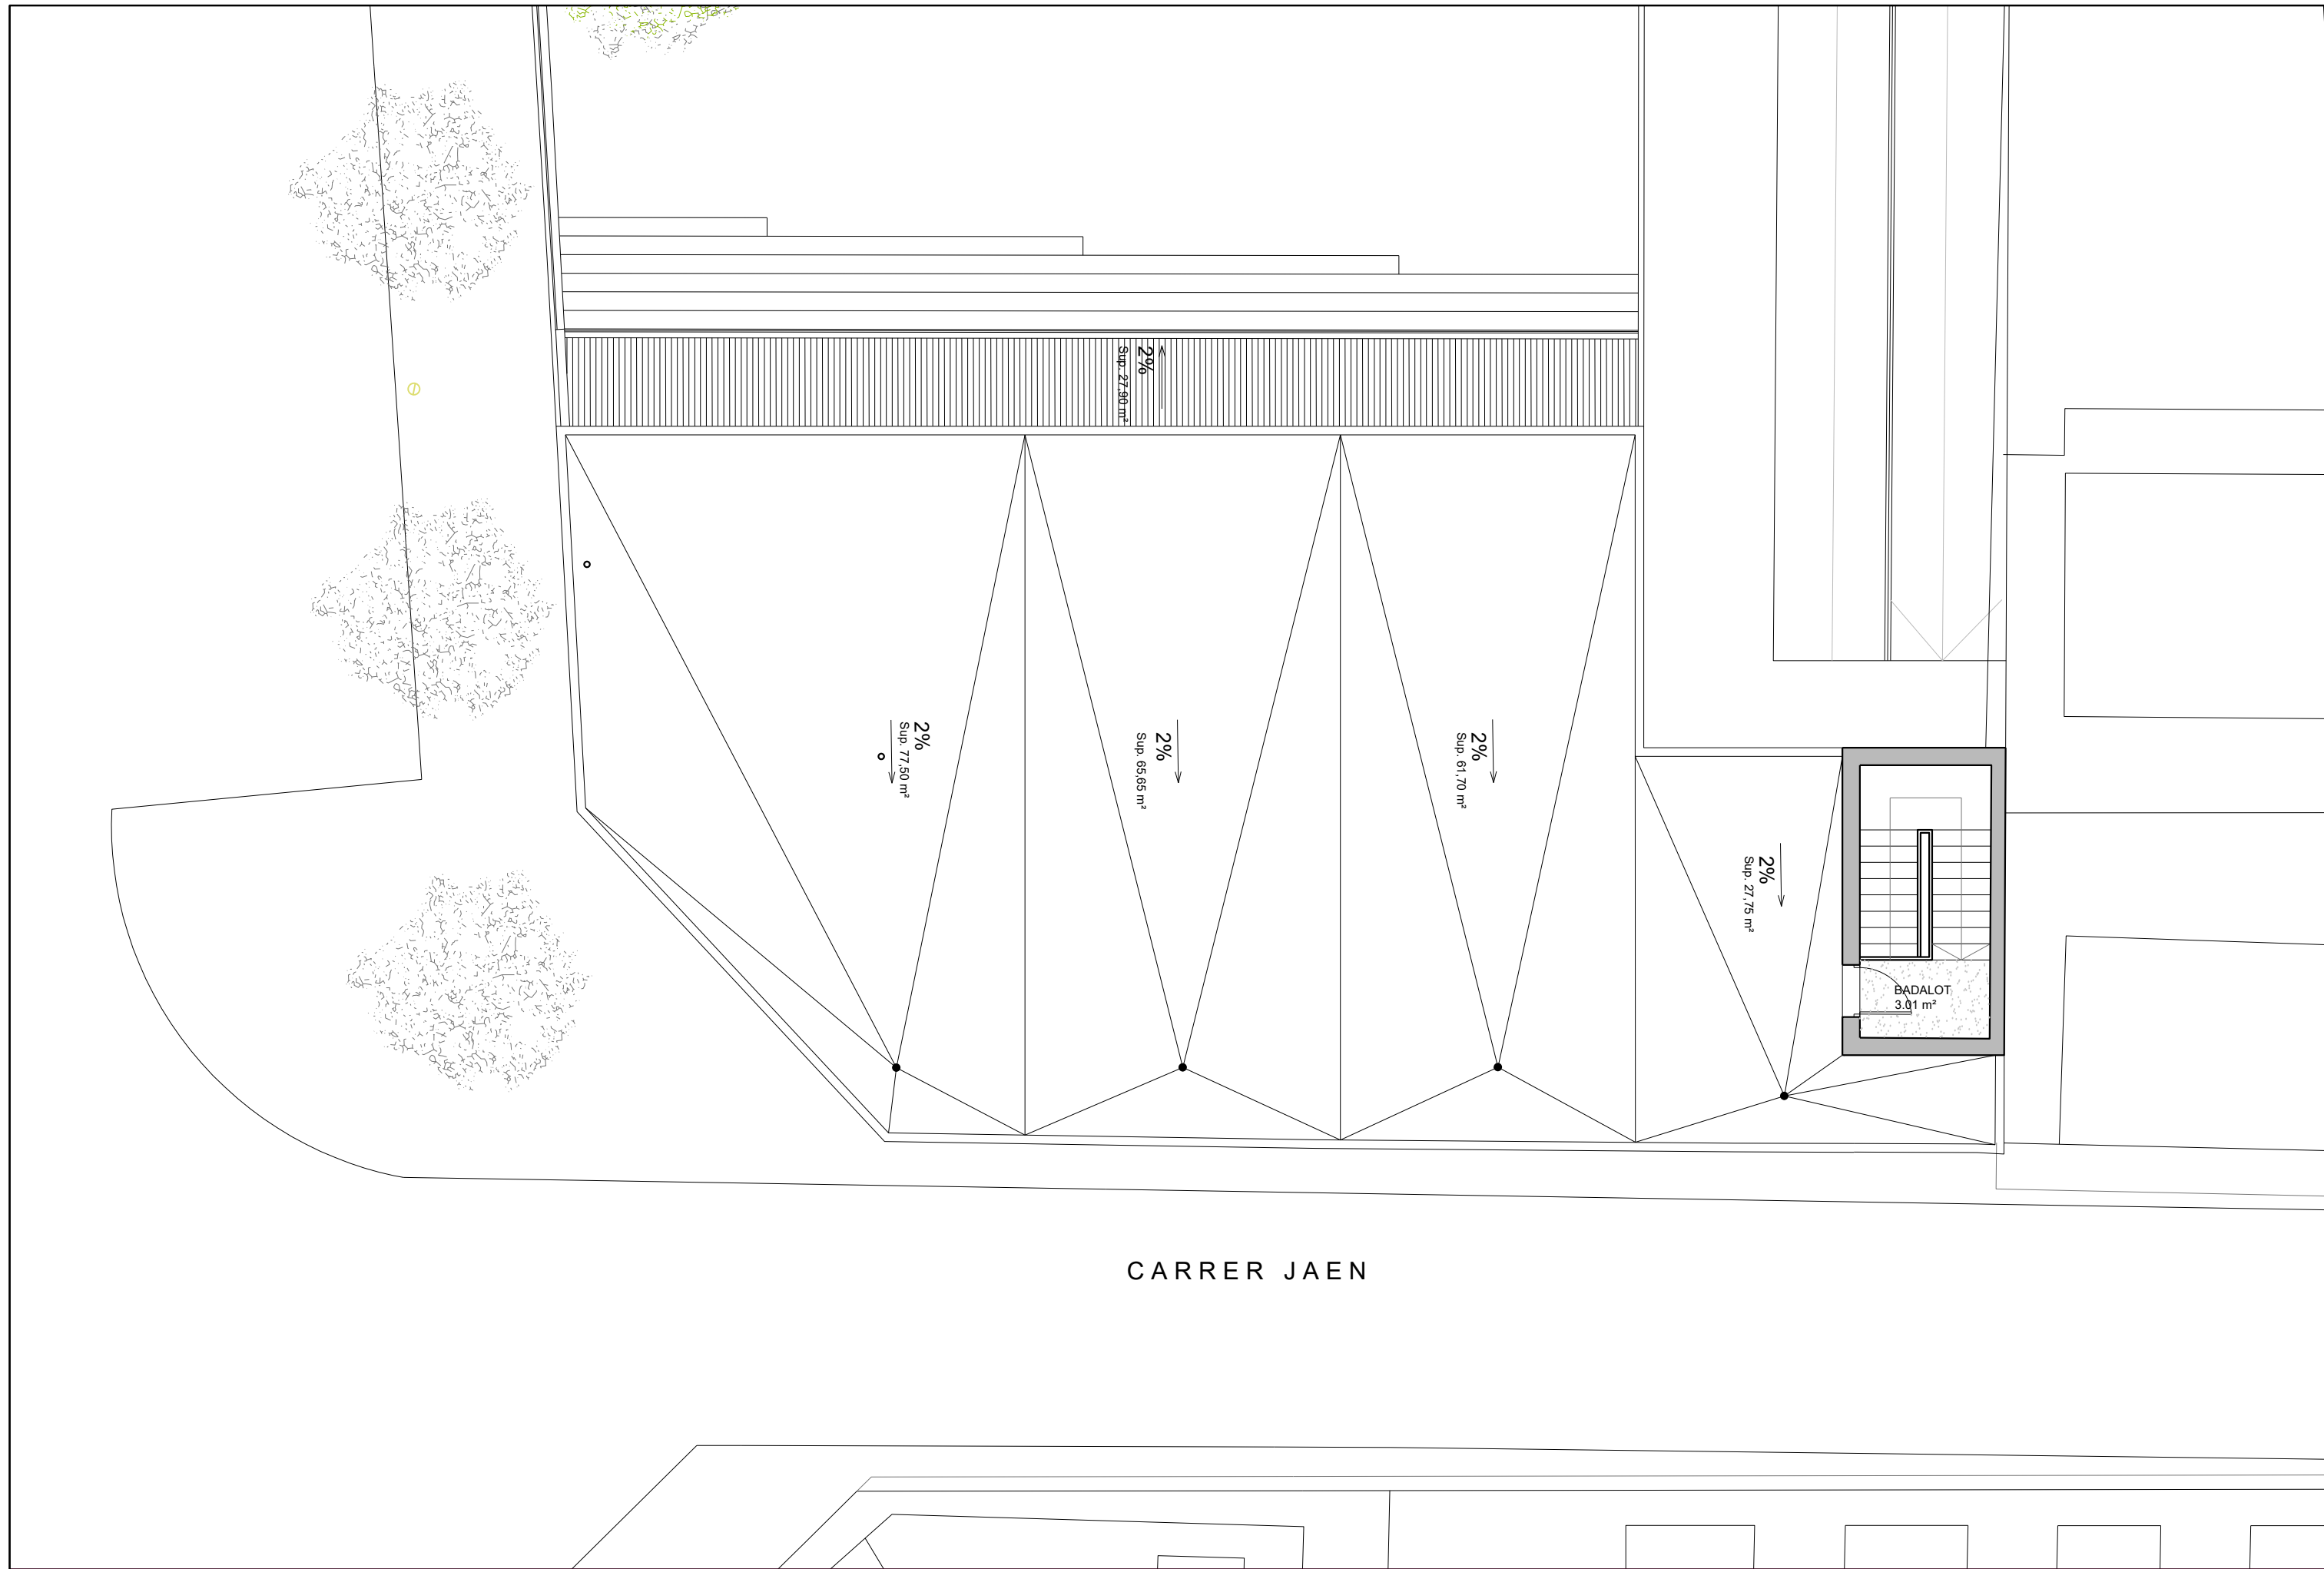 2%
Sup. 27,90 m²
2%
Sup. 77,50 m²
2%
Sup. 65,65 m²
2%
Sup. 61,70 m²
2%
Sup. 27,75 m²
BADALOT
3.01 m²
CARRER JAEN